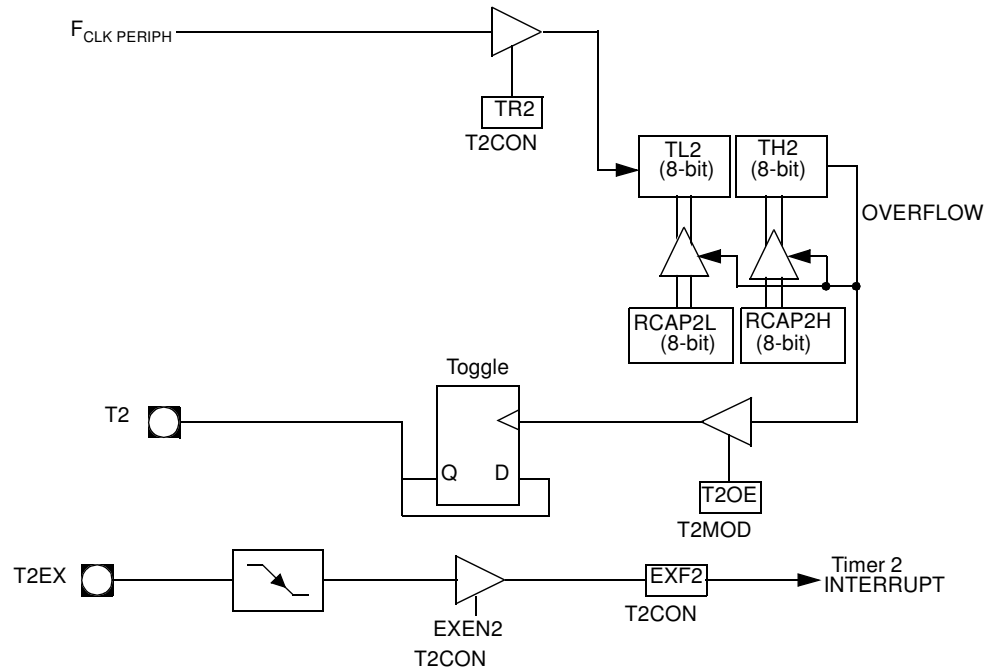 FCLK PERIPH
TR2
T2CON
TL2
(8-bit)
TH2
(8-bit)
OVERFLOW
RCAP2L
(8-bit)
RCAP2H
(8-bit)
Toggle
T2
Q D
T2OE
T2MOD
T2EX
EXEN2
T2CON
EXF2
T2CON
Timer 2
INTERRUPT